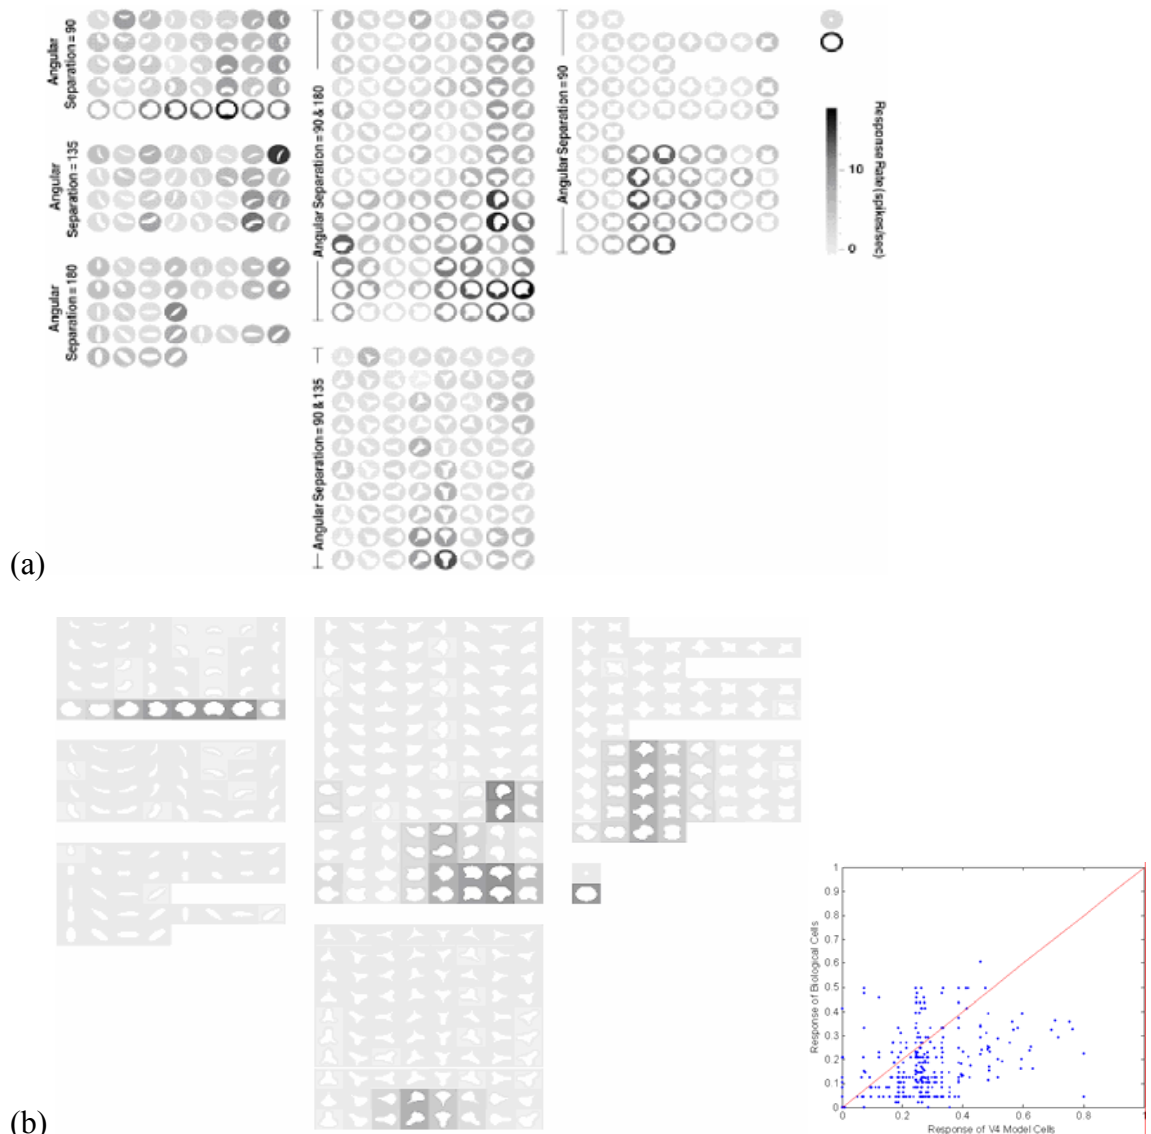 Angular
Separation = 90
Angular
Separation = 135
Angular
Separation = 180
Angular Separation = 90 & 180
Angular Separation = 90 & 135
Angular Separation = 90
Response Rate (spikes/sec)
10
0
(a)
(b)
Response of Biological Cells
1
0.9
0.8
0.7
0.6
0.5
0.4
0.3
0.2
0.1
0
0 0.2 0.4 0.6 0.8 1
Response of V4 Model Cells